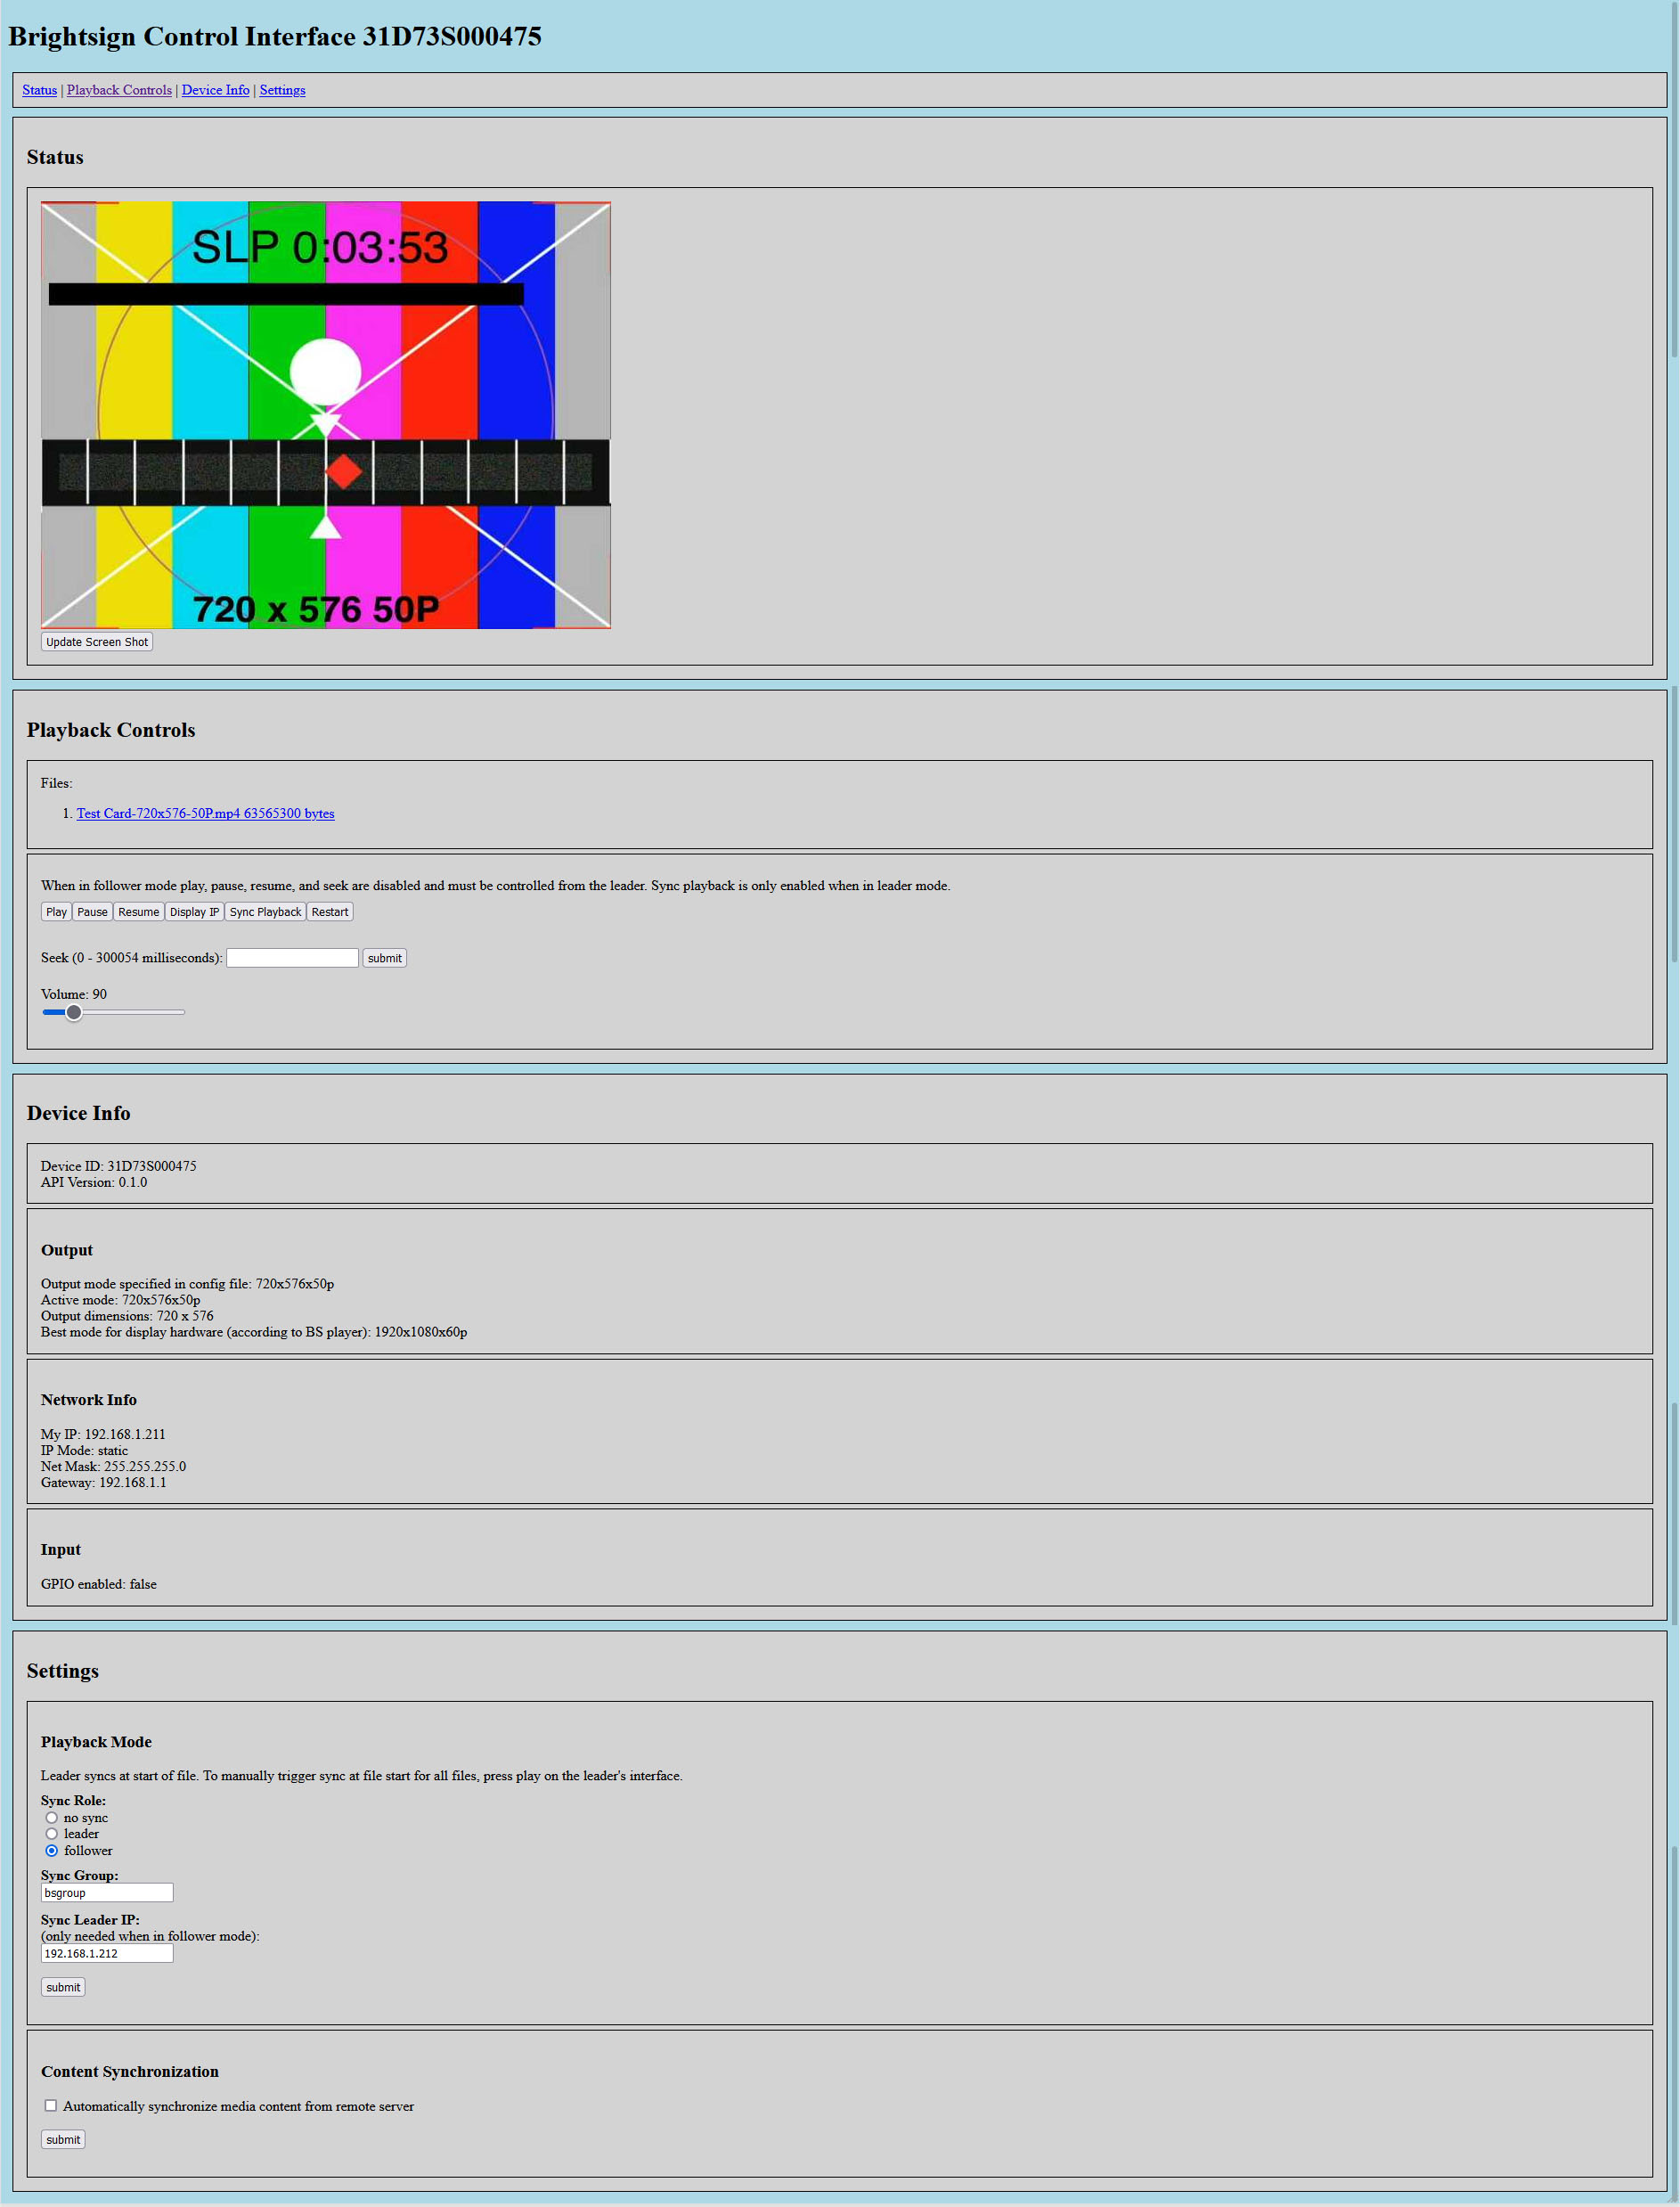 Brightsign Control Interface 31D73S000475
Status | Playback Controls | Device Info | Settings
Status
SLP 0:03:53
720 x 576 50P
Update Screen Shot
Playback Controls
Files:
1. Test Card-720x576-50P.mp4 63565300 bytes
When in follower mode play, pause, resume, and seek are disabled and must be controlled from the leader. Sync playback is only enabled when in leader mode.
Play Pause Resume Display IP Sync Playback Restart
Seek (0 - 300054 milliseconds): submit
Volume: 90
Device Info
Device ID: 31D73S000475
API Version: 0.1.0
Output
Output mode specified in config file: 720x576x50p
Active mode: 720x576x50p
Output dimensions: 720 x 576
Best mode for display hardware (according to BS player): 1920x1080x60p
Network Info
My IP: 192.168.1.211
IP Mode: static
Net Mask: 255.255.255.0
Gateway: 192.168.1.1
Input
GPIO enabled: false
Settings
Playback Mode
Leader syncs at start of file. To manually trigger sync at file start for all files, press play on the leader's interface.
Sync Role:
no sync
leader
follower
Sync Group:
bsgroup
Sync Leader IP:
(only needed when in follower mode):
192.168.1.212
submit
Content Synchronization
Automatically synchronize media content from remote server
submit